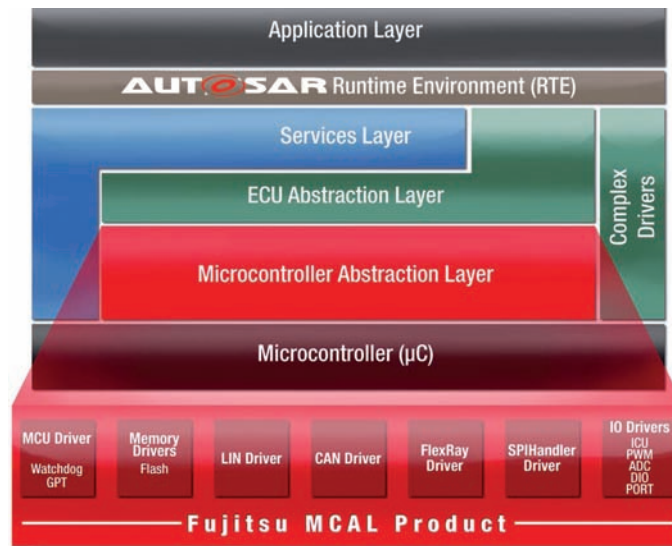 Application Layer
AUTOSAR Runtime Environment (RTE)
Services Layer
ECU Abstraction Layer
Complex
Drivers
Microcontroller Abstraction Layer
Microcontroller (µC)
MCU Driver
Watchdog
GPT
Memory
Drivers
Flash
LIN Driver
CAN Driver
FlexRay
Driver
SPIHandler
Driver
IO Drivers
ICU
PWM
ADC
DIO
PORT
Fujitsu MCAL Product